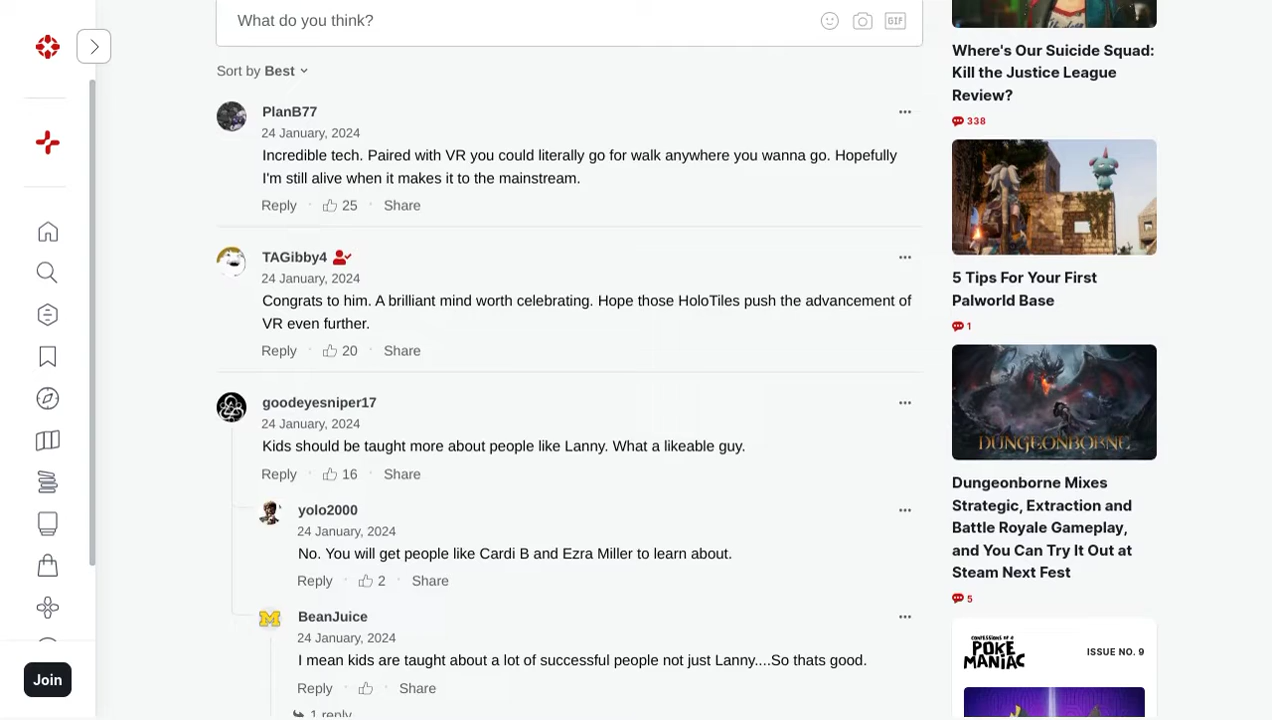 What do you think?
GIF
Sort by Best
PlanB77
24 January, 2024
Incredible tech. Paired with VR you could literally go for walk anywhere you wanna go. Hopefully
I'm still alive when it makes it to the mainstream.
Reply 25 Share
TAGibby4
24 January, 2024
Congrats to him. A brilliant mind worth celebrating. Hope those HoloTiles push the advancement of
VR even further.
Reply 20 Share
goodeyesniper17
24 January, 2024
Kids should be taught more about people like Lanny. What a likeable guy.
Reply 16 Share
yolo2000
24 January, 2024
No. You will get people like Cardi B and Ezra Miller to learn about.
Reply 2 Share
BeanJuice
24 January, 2024
I mean kids are taught about a lot of successful people not just Lanny....So thats good.
Reply Share
1 reply
Join
Where's Our Suicide Squad:
Kill the Justice League
Review?
338
5 Tips For Your First
Palworld Base
1
DUNGEONBORNE
Dungeonborne Mixes
Strategic, Extraction and
Battle Royale Gameplay,
and You Can Try It Out at
Steam Next Fest
5
CONFESSIONS OF A
POKE
MANIAC
ISSUE NO. 9